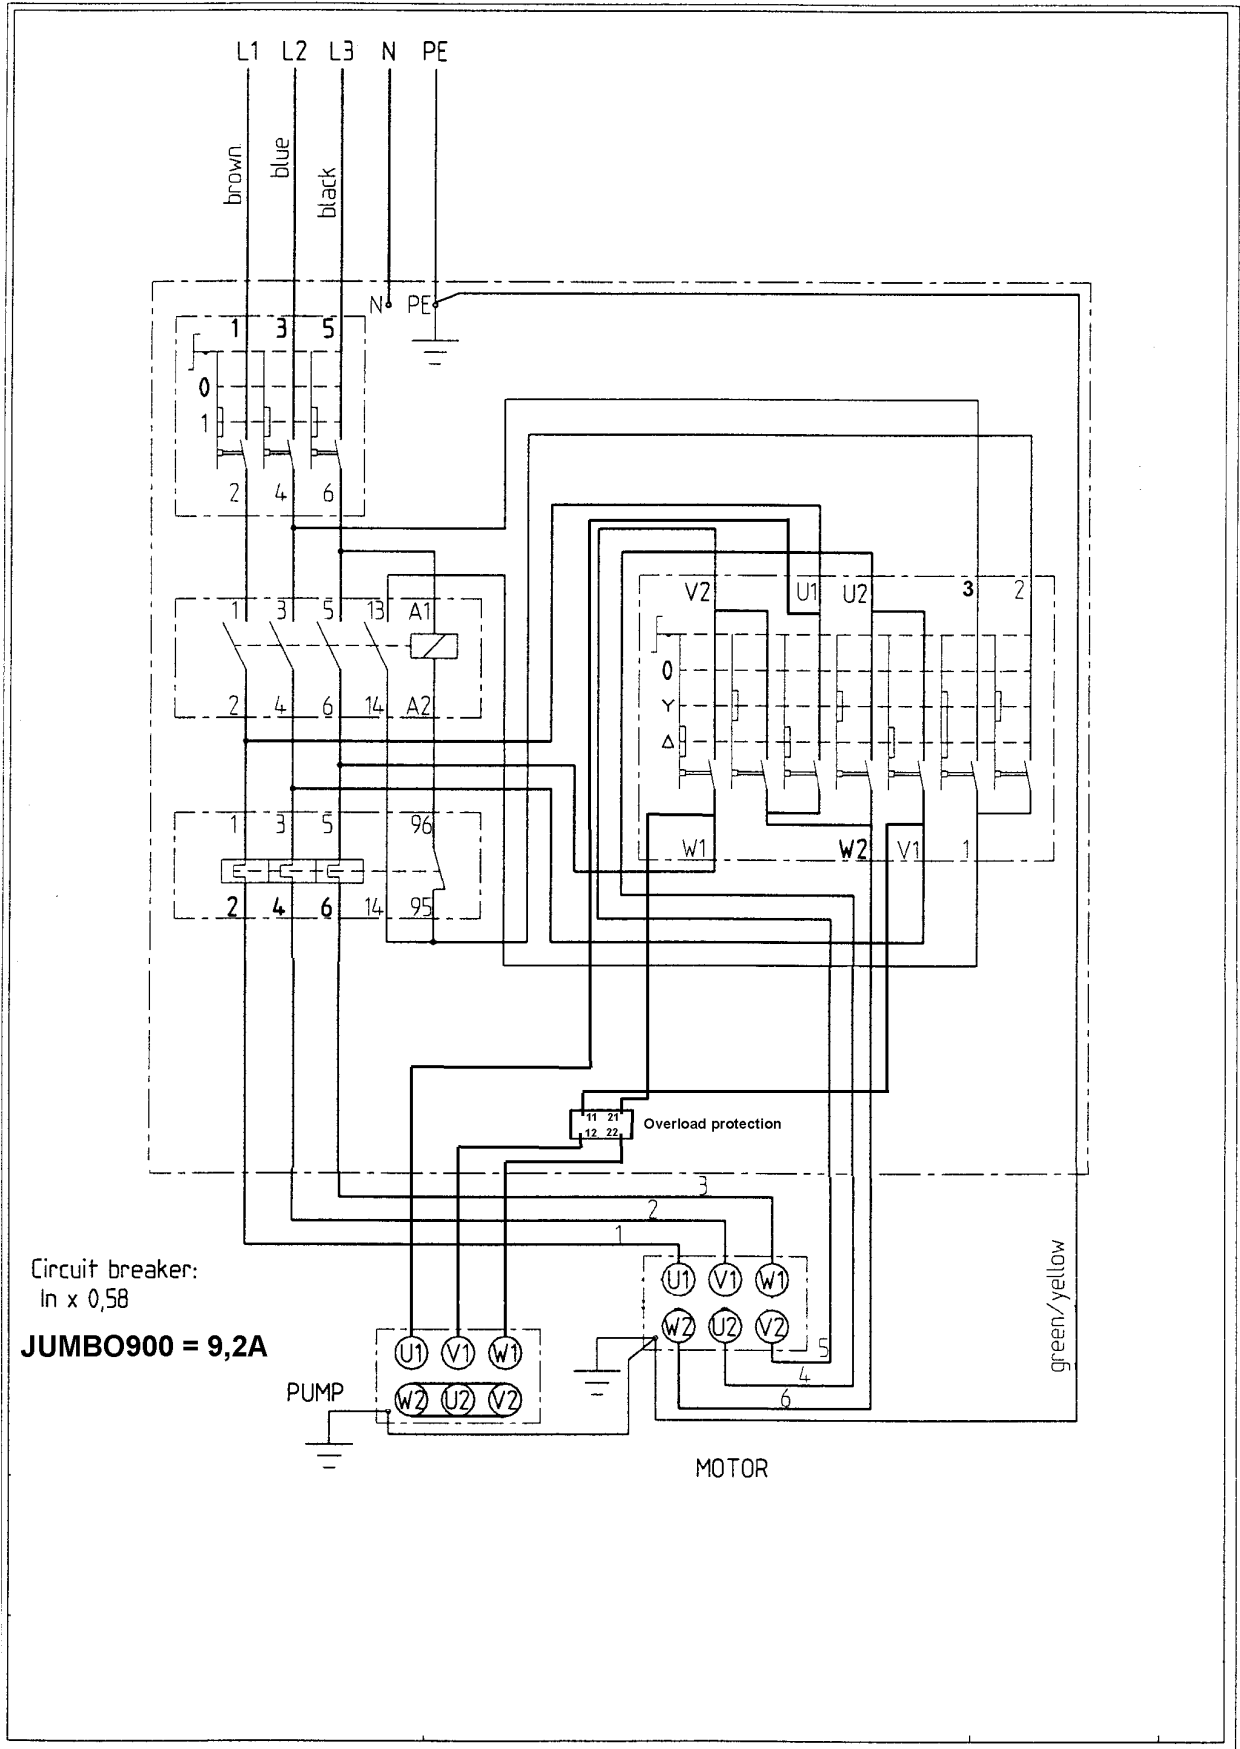 L1 L2 L3 N PE
brown
blue
black
N PE
1 3 5
0
1
2 4 6
V2 U1 U2 3 2
1 3 5 13 A1
0
Y
Δ
2 4 6 14 A2
1 3 5 96
W1 W2 V1 1
2 4 6 14 95
11 21
12 22
Overload protection
3
2
1
Circuit breaker:
In x 0,58
JUMBO900 = 9,2A
U1 V1 W1
W2 U2 V2
5
4
6
green/yellow
U1 V1 W1
PUMP
W2 U2 V2
MOTOR